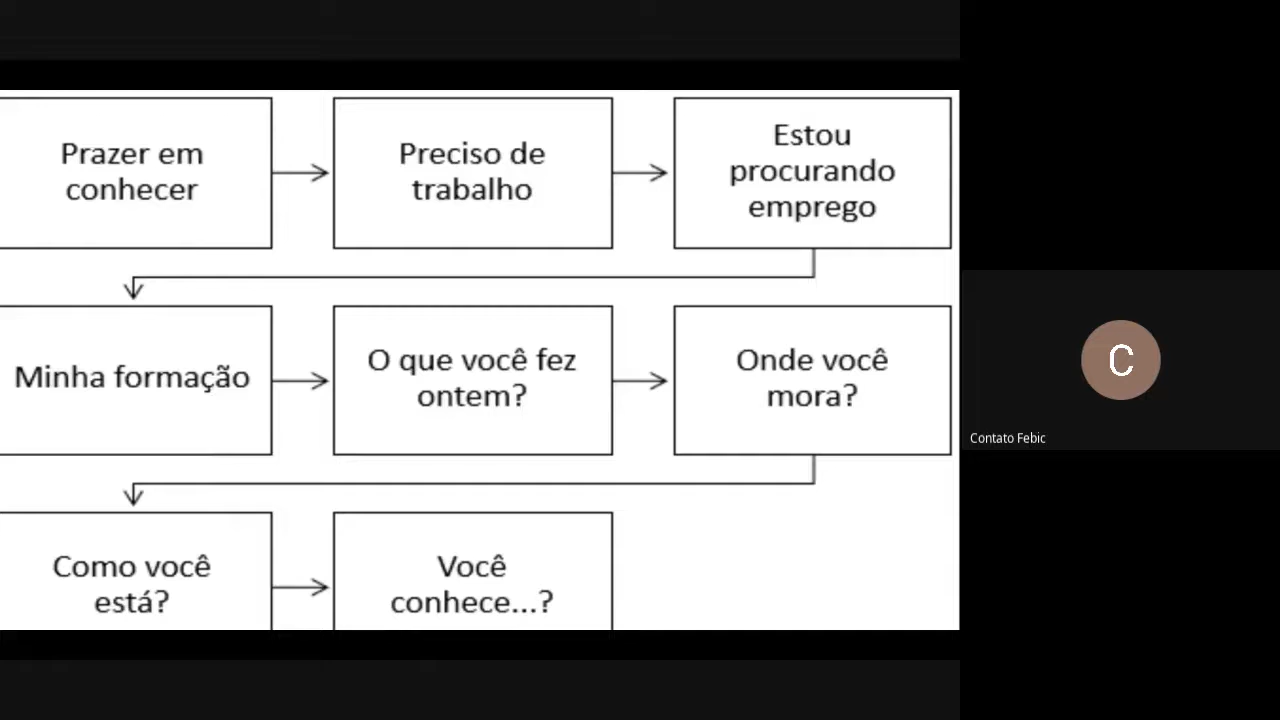 Prazer em
conhecer
Preciso de
trabalho
Estou
procurando
emprego
Minha formação
O que você fez
ontem?
Onde você
mora?
Como você
está?
Você
conhece...?
C
Contato Febic